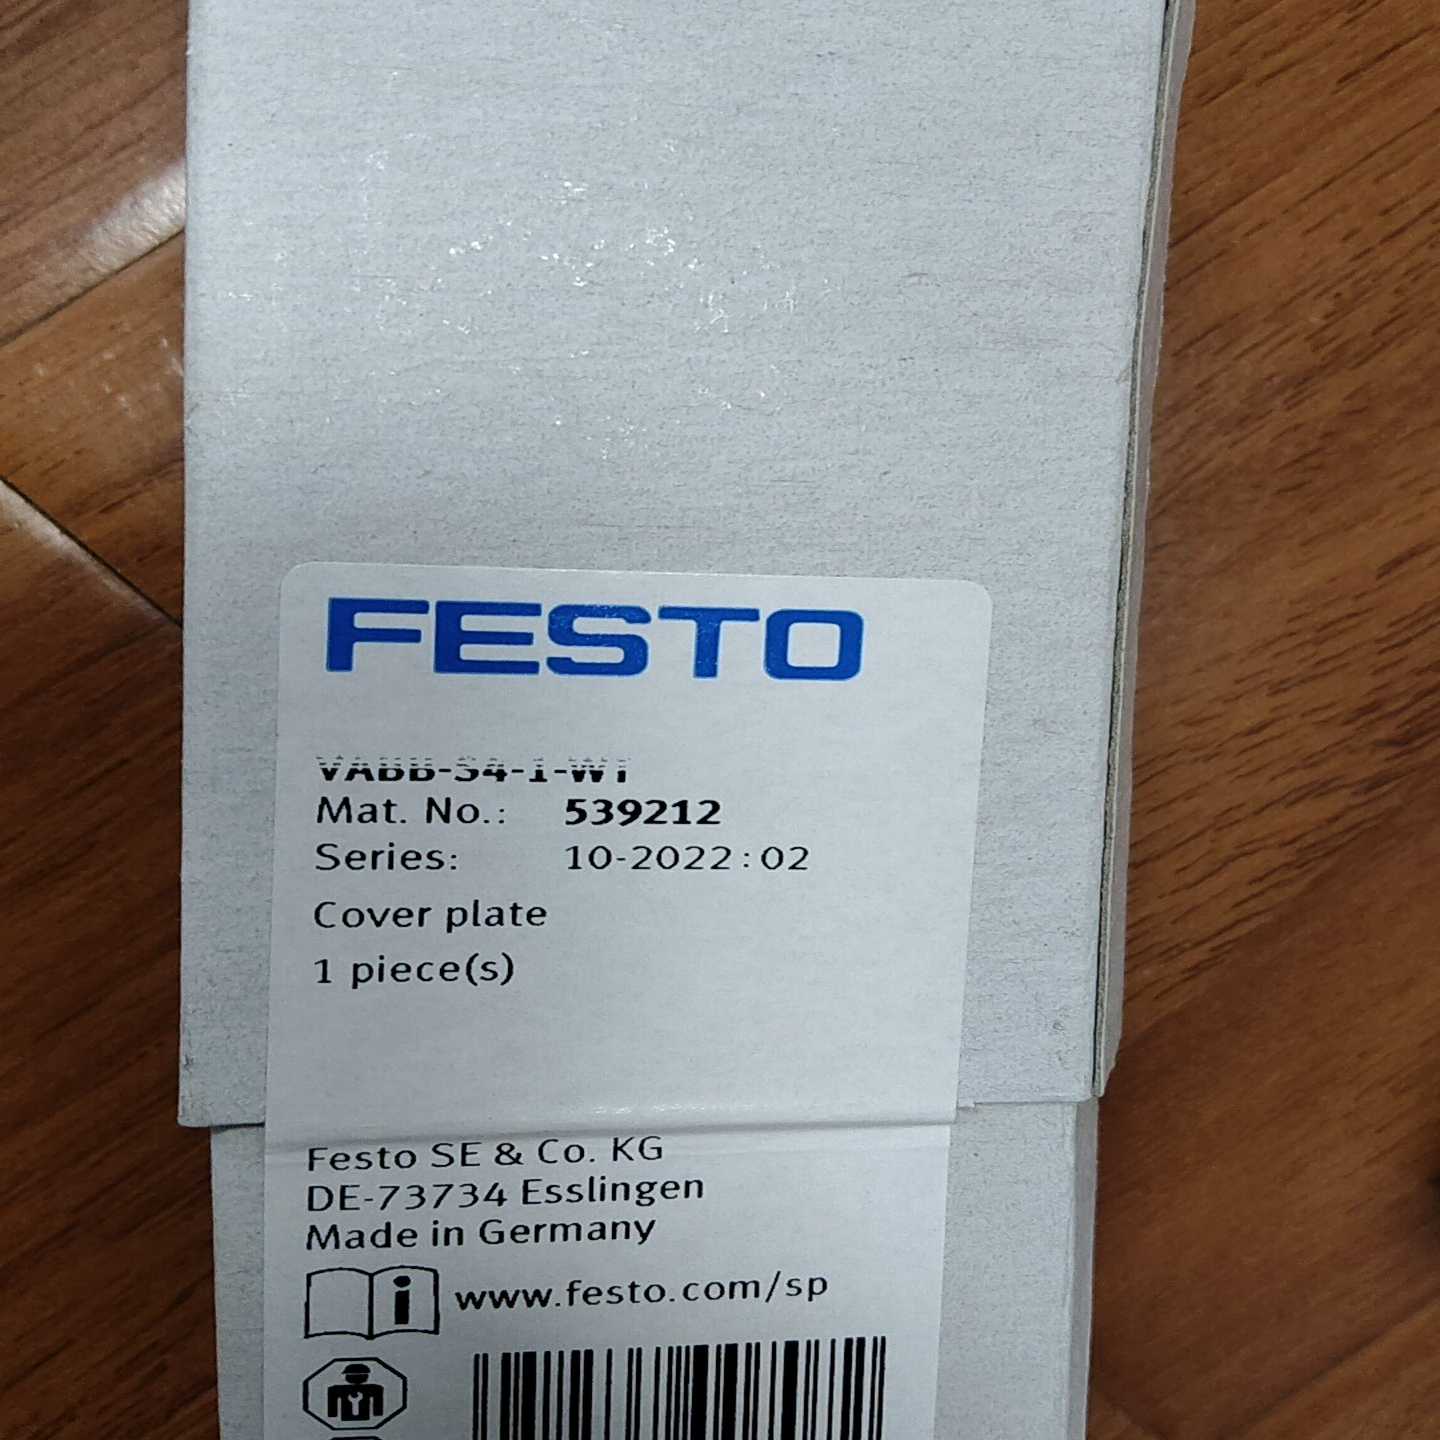 FESTO
VABB-S4-1-WT
Mat. No.: 539212
Series: 10-2022:02
Cover plate
1 piece(s)
Festo SE & Co. KG
DE-73734 Esslingen
Made in Germany
www.festo.com/sp